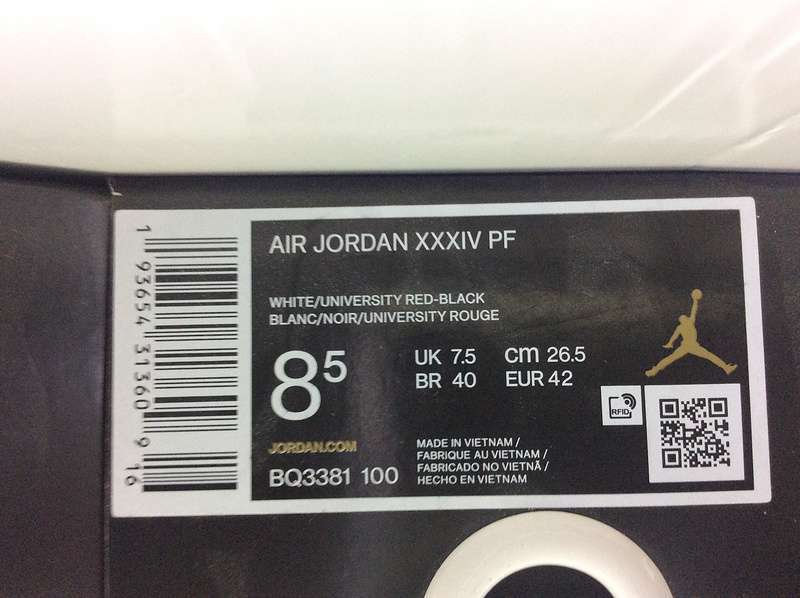 AIR JORDAN XXXIV PF
WHITE/UNIVERSITY RED-BLACK
BLANC/NOIR/UNIVERSITY ROUGE
8 5
UK 7.5 cm 26.5
BR 40 EUR 42
RFID
JORDAN.COM
BQ3381 100
MADE IN VIETNAM /
FABRIQUE AU VIETNAM /
FABRICADO NO VIETNÃ /
HECHO EN VIETNAM
1 93654 31360 9 16